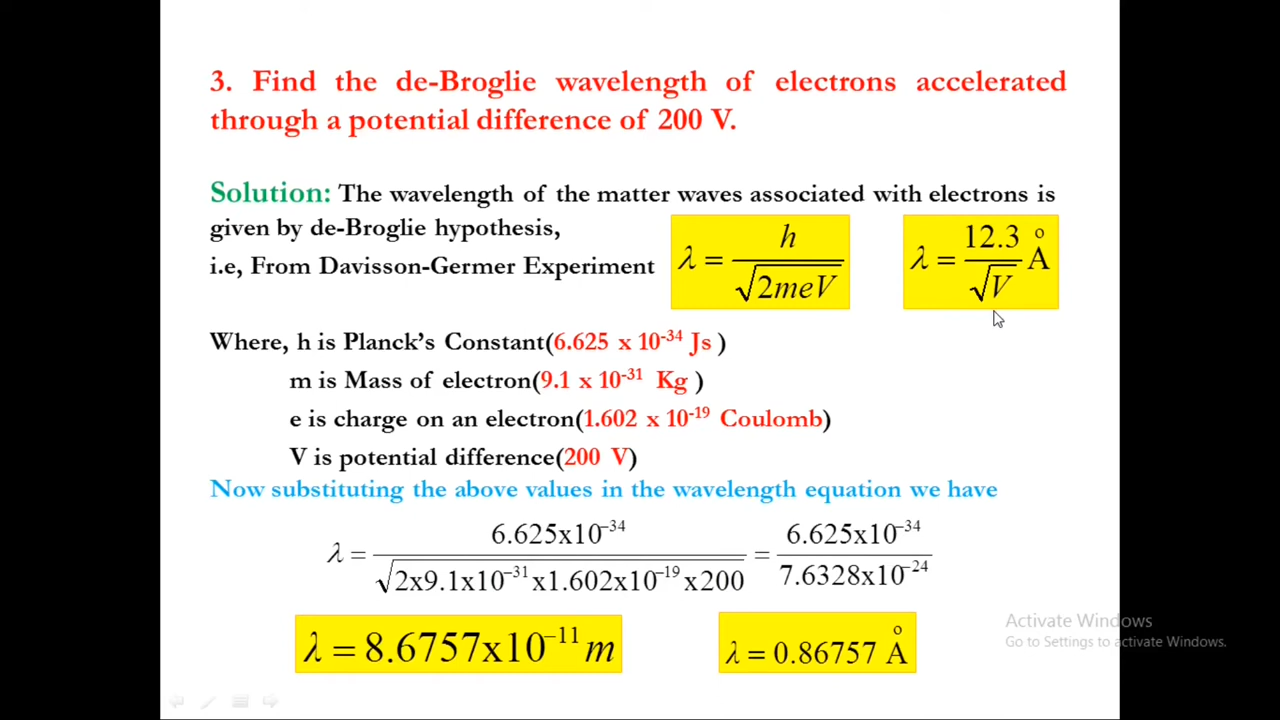 3. Find the de-Broglie wavelength of electrons accelerated
through a potential difference of 200 V.
Solution: The wavelength of the matter waves associated with electrons is
given by de-Broglie hypothesis,
i.e, From Davisson-Germer Experiment
λ = h / √2meV
λ = 12.3 / √V Å
Where, h is Planck's Constant(6.625 x 10⁻³⁴ Js )
m is Mass of electron(9.1 x 10⁻³¹ Kg )
e is charge on an electron(1.602 x 10⁻¹⁹ Coulomb)
V is potential difference(200 V)
Now substituting the above values in the wavelength equation we have
λ = 6.625x10⁻³⁴ / √2x9.1x10⁻³¹x1.602x10⁻¹⁹x200 = 6.625x10⁻³⁴ / 7.6328x10⁻²⁴
λ = 8.6757x10⁻¹¹ m
λ = 0.86757 Å
Activate Windows
Go to Settings to activate Windows.